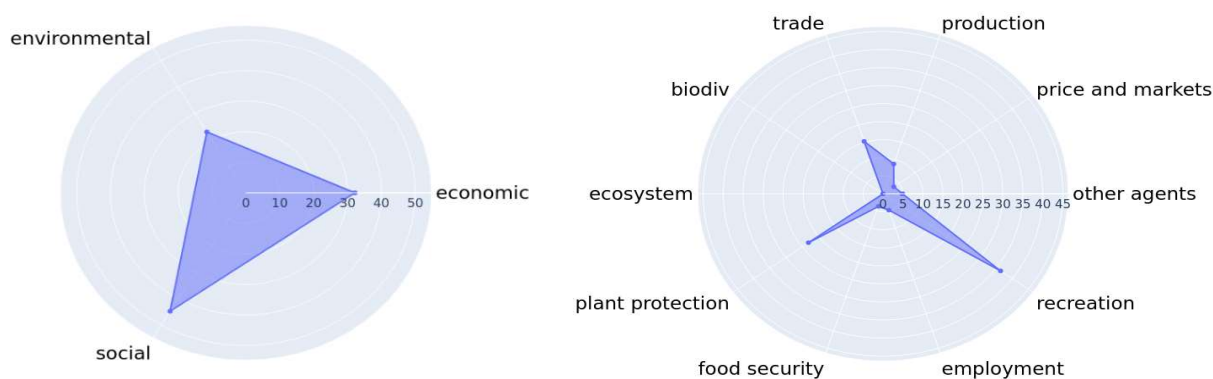 environmental
economic
social
0 10 20 30 40 50
trade
production
biodiv
price and markets
ecosystem
other agents
0 5 10 15 20 25 30 35 40 45
plant protection
recreation
food security
employment